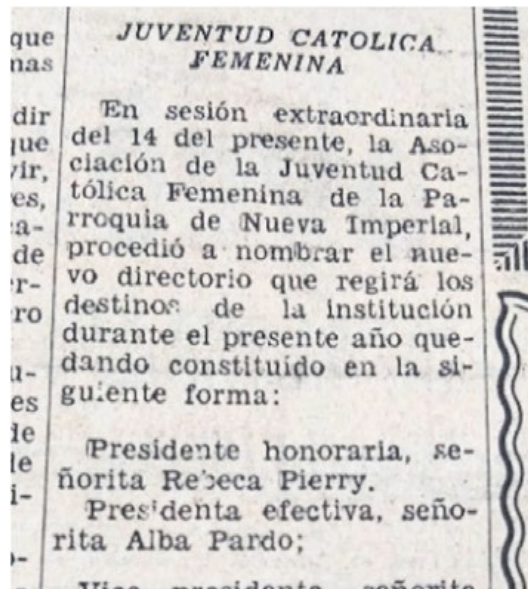 JUVENTUD CATOLICA
FEMENINA
En sesión extraordinaria
del 14 del presente, la Aso-
ciación de la Juventud Ca-
tólica Femenina de la Pa-
rroquia de Nueva Imperial,
procedió a nombrar el nue-
vo directorio que regirá los
destinos de la institución
durante el presente año que-
dando constituído en la si-
guiente forma:
Presidente honoraria, se-
ñorita Rebeca Pierry.
Presidenta efectiva, seño-
rita Alba Pardo;
Vice presidenta señorita